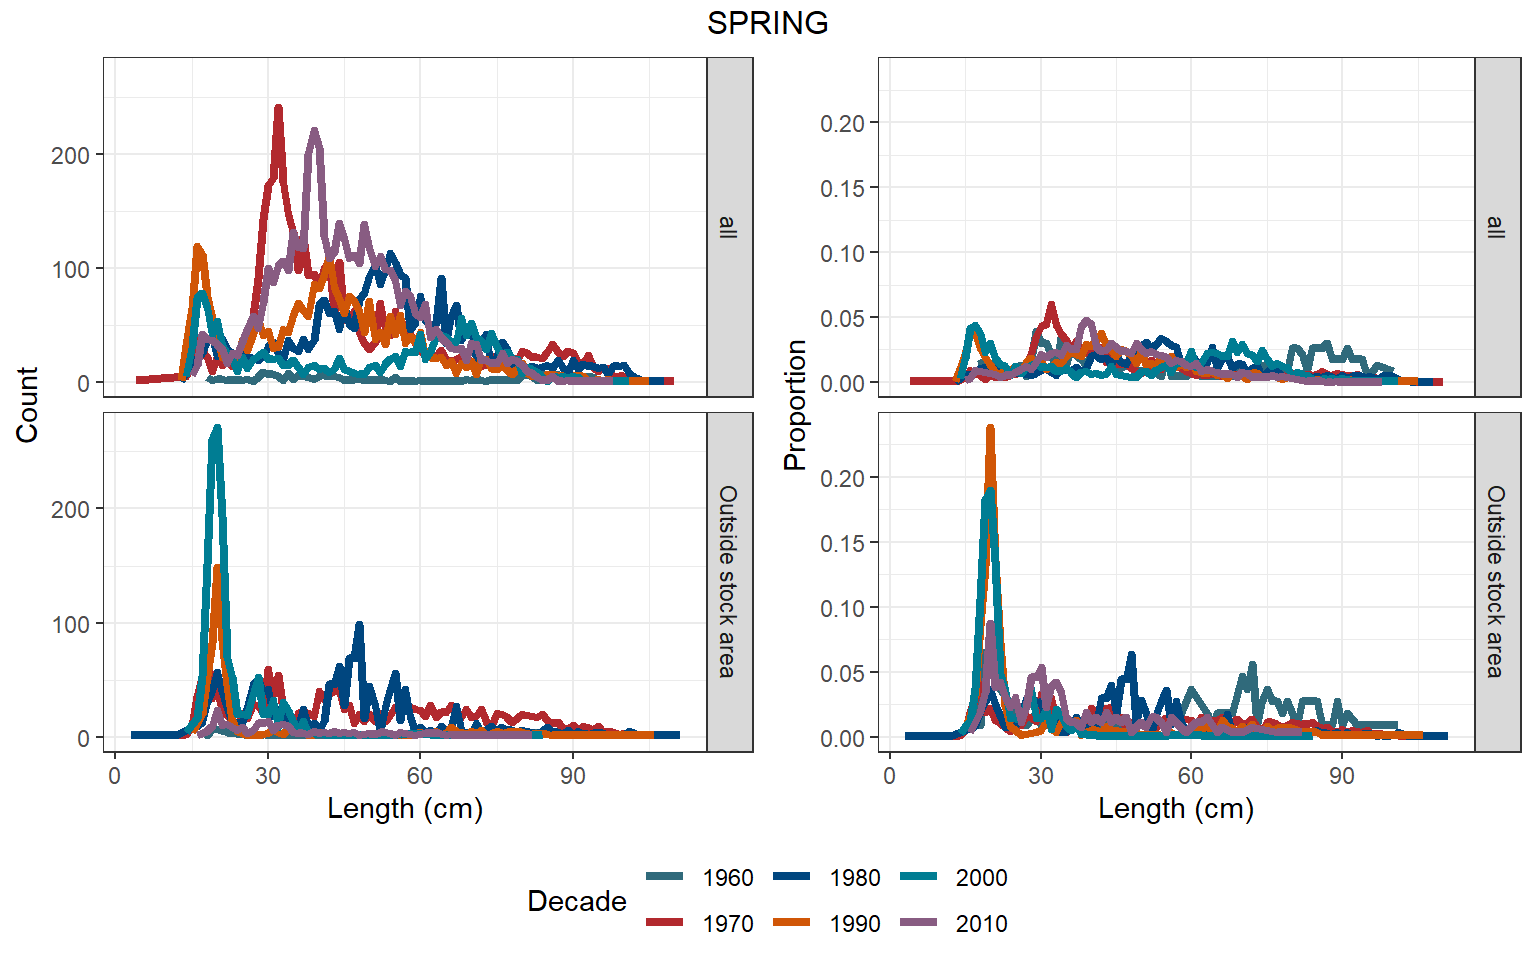 SPRING
Count
200
100
0
all
200
100
0
Outside stock area
0 30 60 90
Length (cm)
Proportion
0.20
0.15
0.10
0.05
0.00
all
0.20
0.15
0.10
0.05
0.00
Outside stock area
0 30 60 90
Length (cm)
Decade
1960 1980 2000
1970 1990 2010